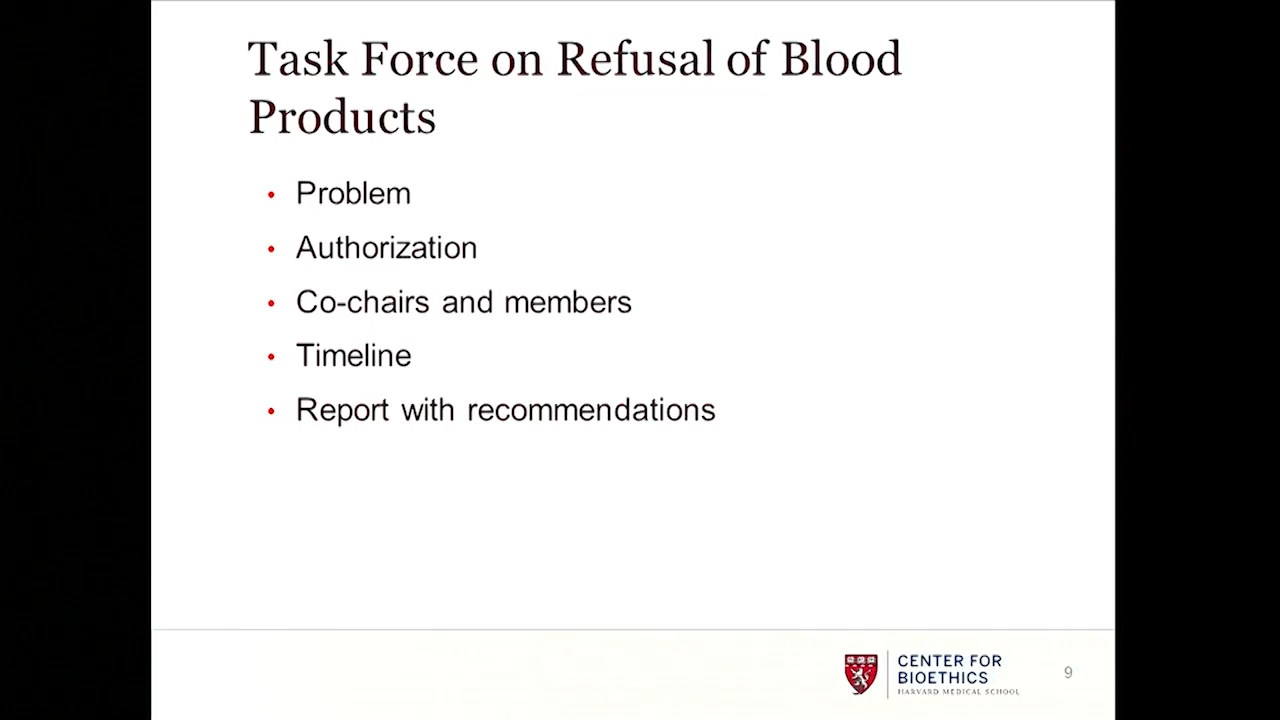 Task Force on Refusal of Blood
Products
• Problem
• Authorization
• Co-chairs and members
• Timeline
• Report with recommendations
CENTER FOR
BIOETHICS
HARVARD MEDICAL SCHOOL
9